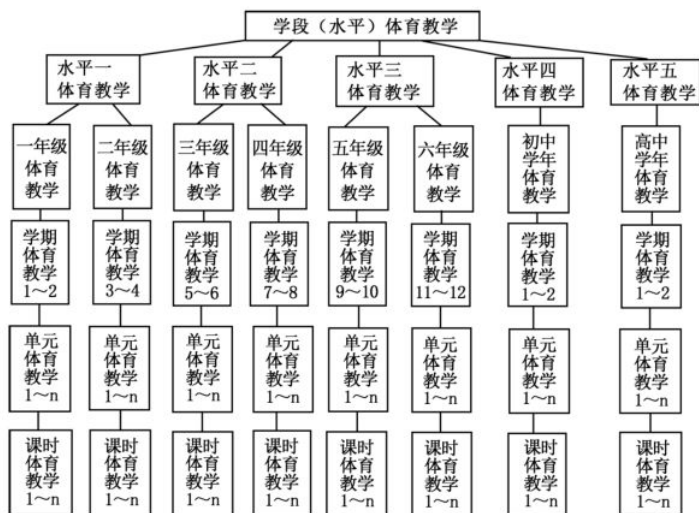 学段（水平）体育教学
水平一
体育教学
水平二
体育教学
水平三
体育教学
水平四
体育教学
水平五
体育教学
一年级
体育
教学
二年级
体育
教学
三年级
体育
教学
四年级
体育
教学
五年级
体育
教学
六年级
体育
教学
初中
学年
体育
教学
高中
学年
体育
教学
学期
体育
教学
1～2
学期
体育
教学
3～4
学期
体育
教学
5～6
学期
体育
教学
7～8
学期
体育
教学
9～10
学期
体育
教学
11～12
学期
体育
教学
1～2
学期
体育
教学
1～2
单元
体育
教学
1～n
单元
体育
教学
1～n
单元
体育
教学
1～n
单元
体育
教学
1～n
单元
体育
教学
1～n
单元
体育
教学
1～n
单元
体育
教学
1～n
单元
体育
教学
1～n
课时
体育
教学
1～n
课时
体育
教学
1～n
课时
体育
教学
1～n
课时
体育
教学
1～n
课时
体育
教学
1～n
课时
体育
教学
1～n
课时
体育
教学
1～n
课时
体育
教学
1～n